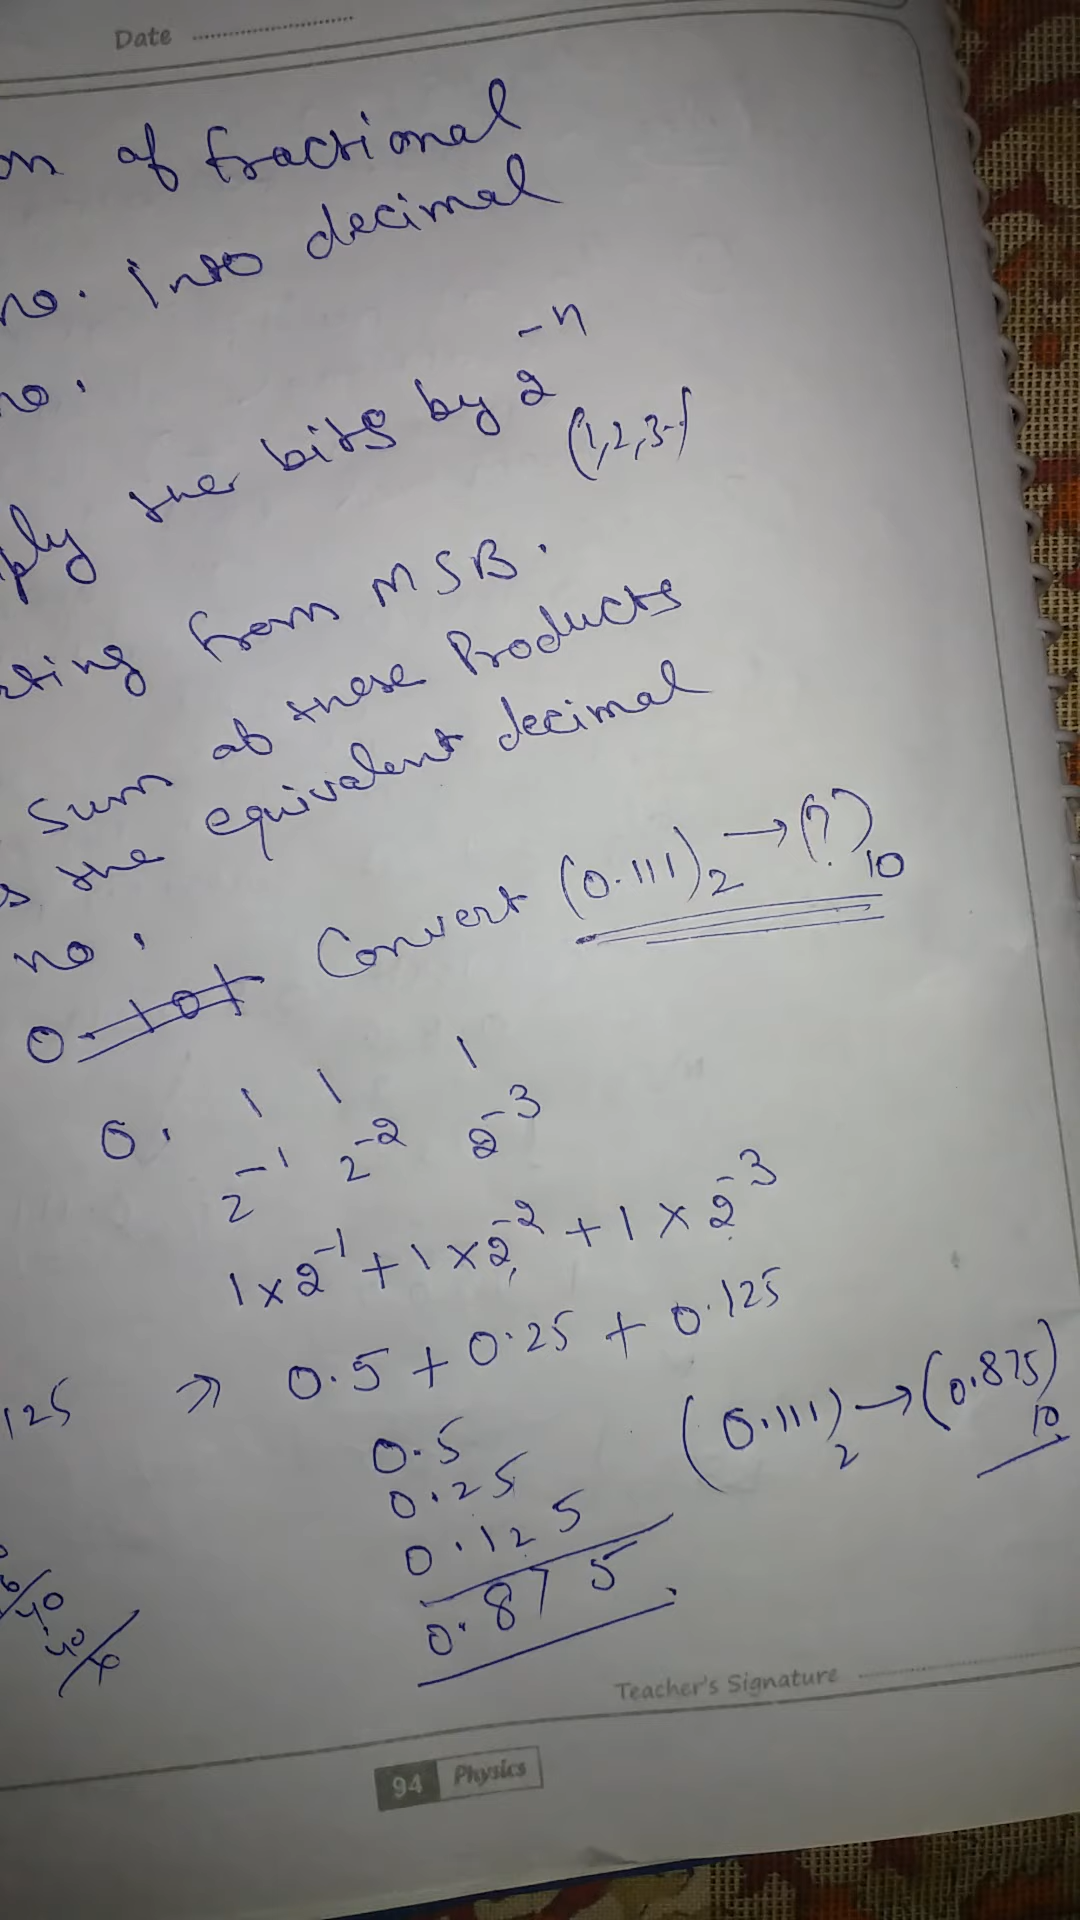 Date
of fractional
no. into decimal
no.
the bits by 2^-n
(1,2,3--)
from MSB.
Sum of these Products
the equivalent decimal
no.
Convert (0.111)₂ → (?)₁₀
0. 1 1 1
2^-1 2^-2 2^-3
1×2^-1 + 1×2^-2 + 1×2^-3
125 ⇒ 0.5 + 0.25 + 0.125
(0.111)₂ → (0.875)₁₀
0.5
0.25
0.125
0.875
Teacher's Signature
94 Physics